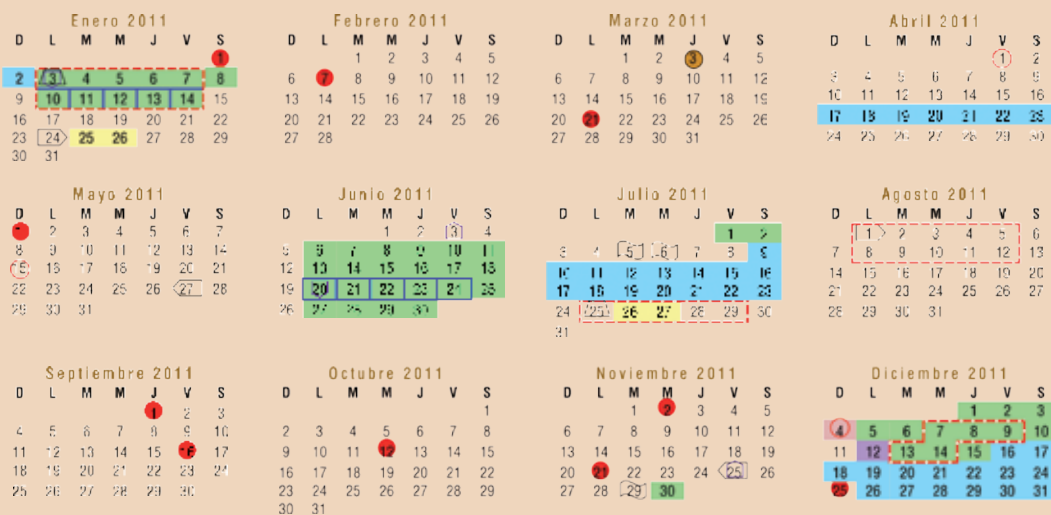 Enero 2011
D L M M J V S
1
2 3 4 5 6 7 8
9 10 11 12 13 14 15
16 17 18 19 20 21 22
23 24 25 26 27 28 29
30 31
Febrero 2011
D L M M J V S
1 2 3 4 5
6 7 8 9 10 11 12
13 14 15 16 17 18 19
20 21 22 23 24 25 26
27 28
Marzo 2011
D L M M J V S
1 2 3 4 5
6 7 8 9 10 11 12
13 14 15 16 17 18 19
20 21 22 23 24 25 26
27 28 29 30 31
Abril 2011
D L M M J V S
1 2
3 4 5 6 7 8 9
10 11 12 13 14 15 16
17 18 19 20 21 22 23
24 25 26 27 28 29 30
Mayo 2011
D L M M J V S
1 2 3 4 5 6 7
8 9 10 11 12 13 14
15 16 17 18 19 20 21
22 23 24 25 26 27 28
29 30 31
Junio 2011
D L M M J V S
1 2 3 4
5 6 7 8 9 10 11
12 13 14 15 16 17 18
19 20 21 22 23 24 25
26 27 28 29 30
Julio 2011
D L M M J V S
1 2
3 4 5 6 7 8 9
10 11 12 13 14 15 16
17 18 19 20 21 22 23
24 25 26 27 28 29 30
31
Agosto 2011
D L M M J V S
1 2 3 4 5 6
7 8 9 10 11 12 13
14 15 16 17 18 19 20
21 22 23 24 25 26 27
28 29 30 31
Septiembre 2011
D L M M J V S
1 2 3
4 5 6 7 8 9 10
11 12 13 14 15 16 17
18 19 20 21 22 23 24
25 26 27 28 29 30
Octubre 2011
D L M M J V S
1
2 3 4 5 6 7 8
9 10 11 12 13 14 15
16 17 18 19 20 21 22
23 24 25 26 27 28 29
30 31
Noviembre 2011
D L M M J V S
1 2 3 4 5
6 7 8 9 10 11 12
13 14 15 16 17 18 19
20 21 22 23 24 25 26
27 28 29 30
Diciembre 2011
D L M M J V S
1 2 3
4 5 6 7 8 9 10
11 12 13 14 15 16 17
18 19 20 21 22 23 24
25 26 27 28 29 30 31